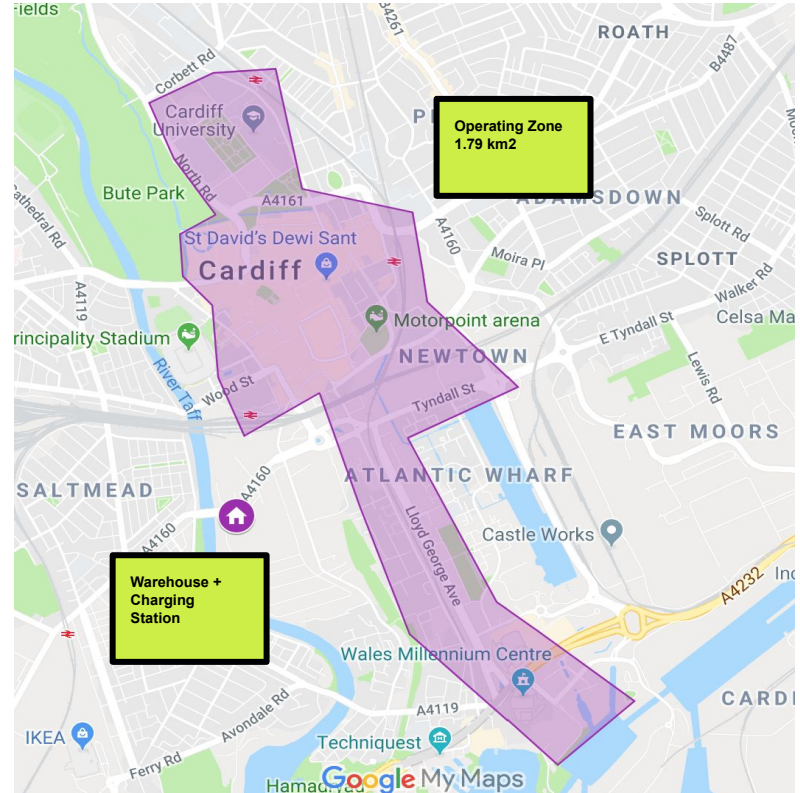 ROATH
B4261
B4487
Corbett Rd
Cardiff
University
Operating Zone
1.79 km2
North Rd
Bute Park
A4161
ADAMSDOWN
Cathedral Rd
St David's Dewi Sant
A4160
Splott Rd
Moira Pl
Cardiff
SPLOTT
A4119
Walker Rd
Motorpoint arena
E Tyndall St
Celsa Ma
rincipality Stadium
NEWTOWN
River Taff
Wood St
Lewis Rd
Tyndall St
EAST MOORS
A4160
ATLANTIC WHARF
SALTMEAD
A4160
Lloyd George Ave
Castle Works
Warehouse +
Charging
Station
A4232
Wales Millennium Centre
CARDI
A4119
IKEA
Avondale Rd
Techniquest
Ferry Rd
Google My Maps